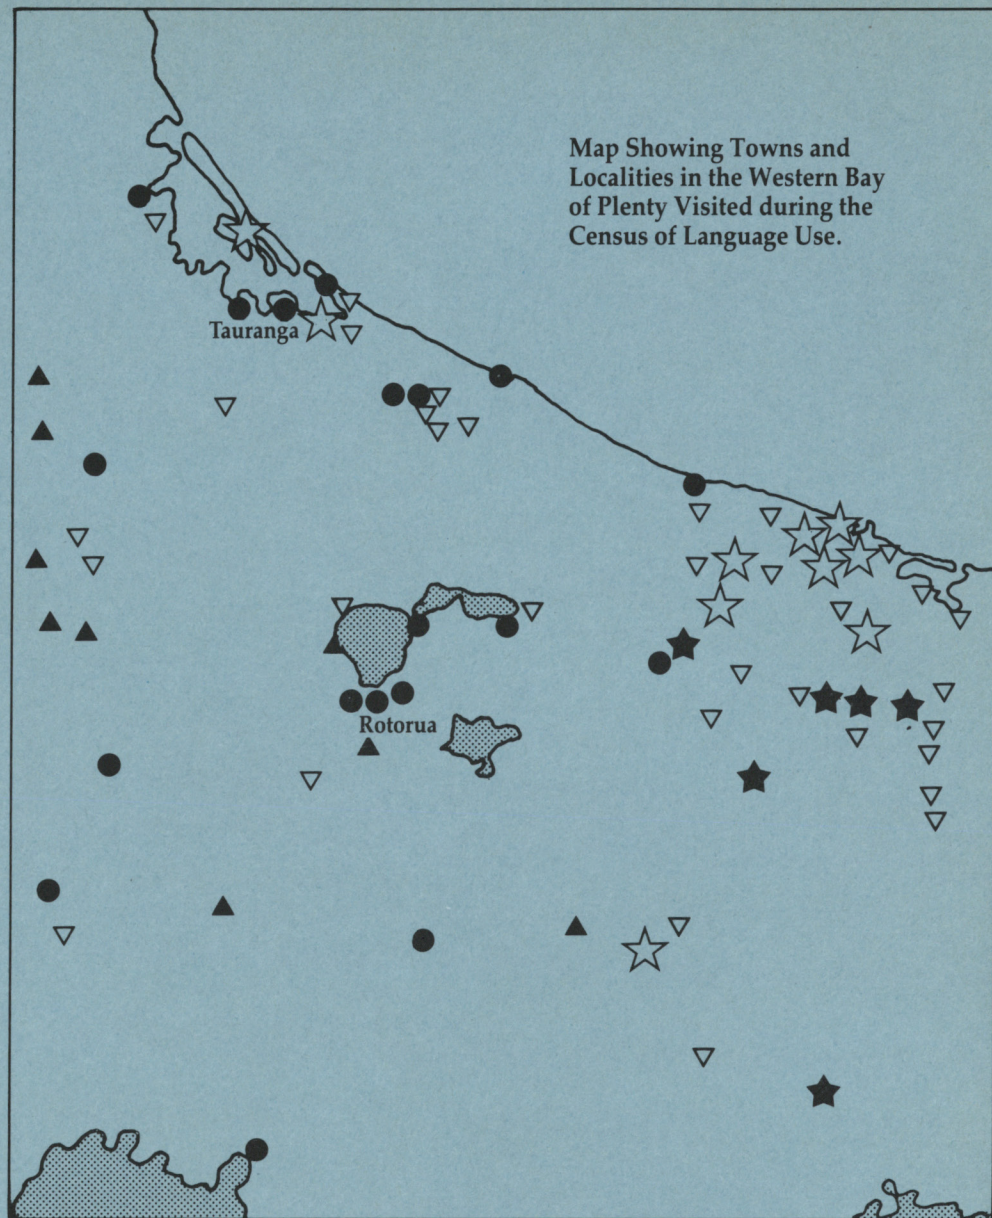 Map Showing Towns and
Localities in the Western Bay
of Plenty Visited during the
Census of Language Use.
Tauranga
Rotorua